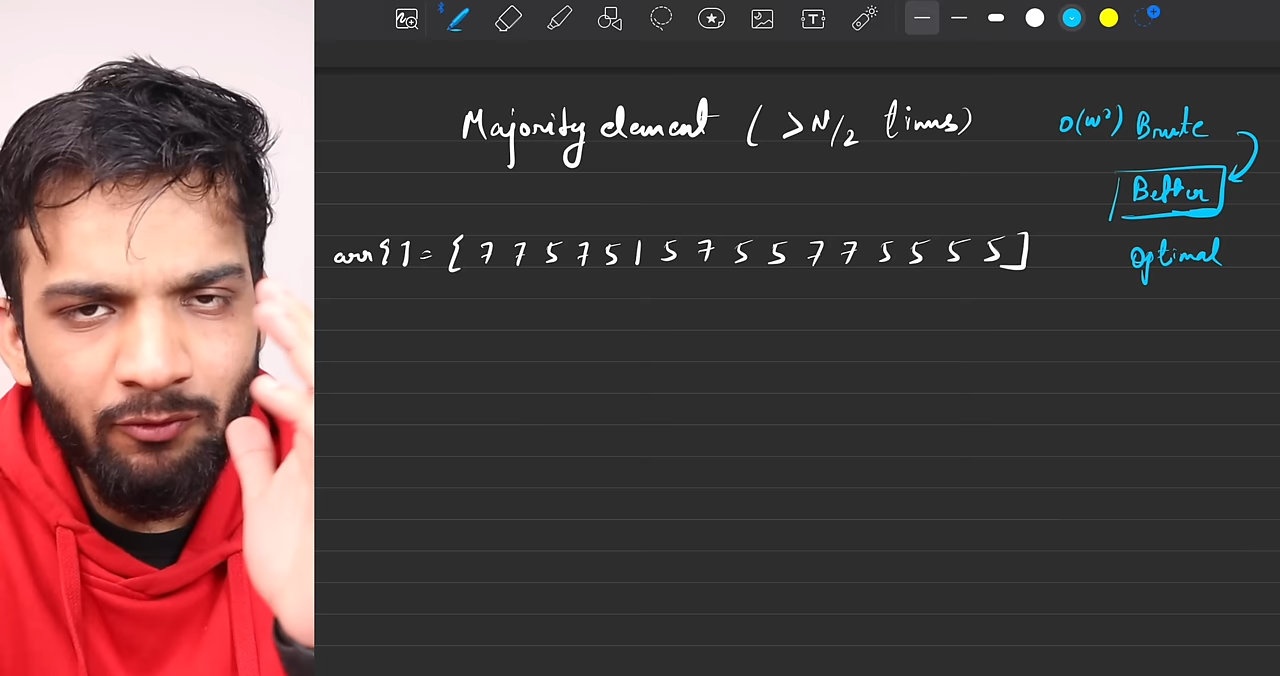 Majority element ( > N/2 times)
O(N²) Brute
Better
Optimal
arr[] = { 7 7 5 7 5 1 5 7 5 5 7 7 5 5 5 5 ]